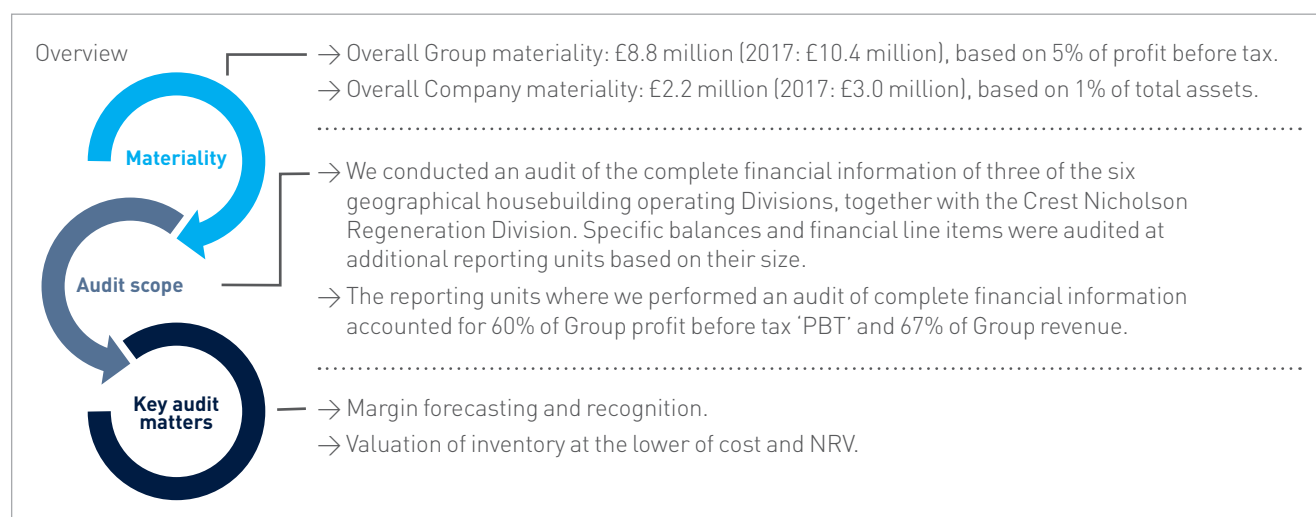 Overview
→ Overall Group materiality: £8.8 million (2017: £10.4 million), based on 5% of profit before tax.
→ Overall Company materiality: £2.2 million (2017: £3.0 million), based on 1% of total assets.
Materiality
→ We conducted an audit of the complete financial information of three of the six
geographical housebuilding operating Divisions, together with the Crest Nicholson
Regeneration Division. Specific balances and financial line items were audited at
additional reporting units based on their size.
Audit scope
→ The reporting units where we performed an audit of complete financial information
accounted for 60% of Group profit before tax ‘PBT’ and 67% of Group revenue.
Key audit
matters
→ Margin forecasting and recognition.
→ Valuation of inventory at the lower of cost and NRV.